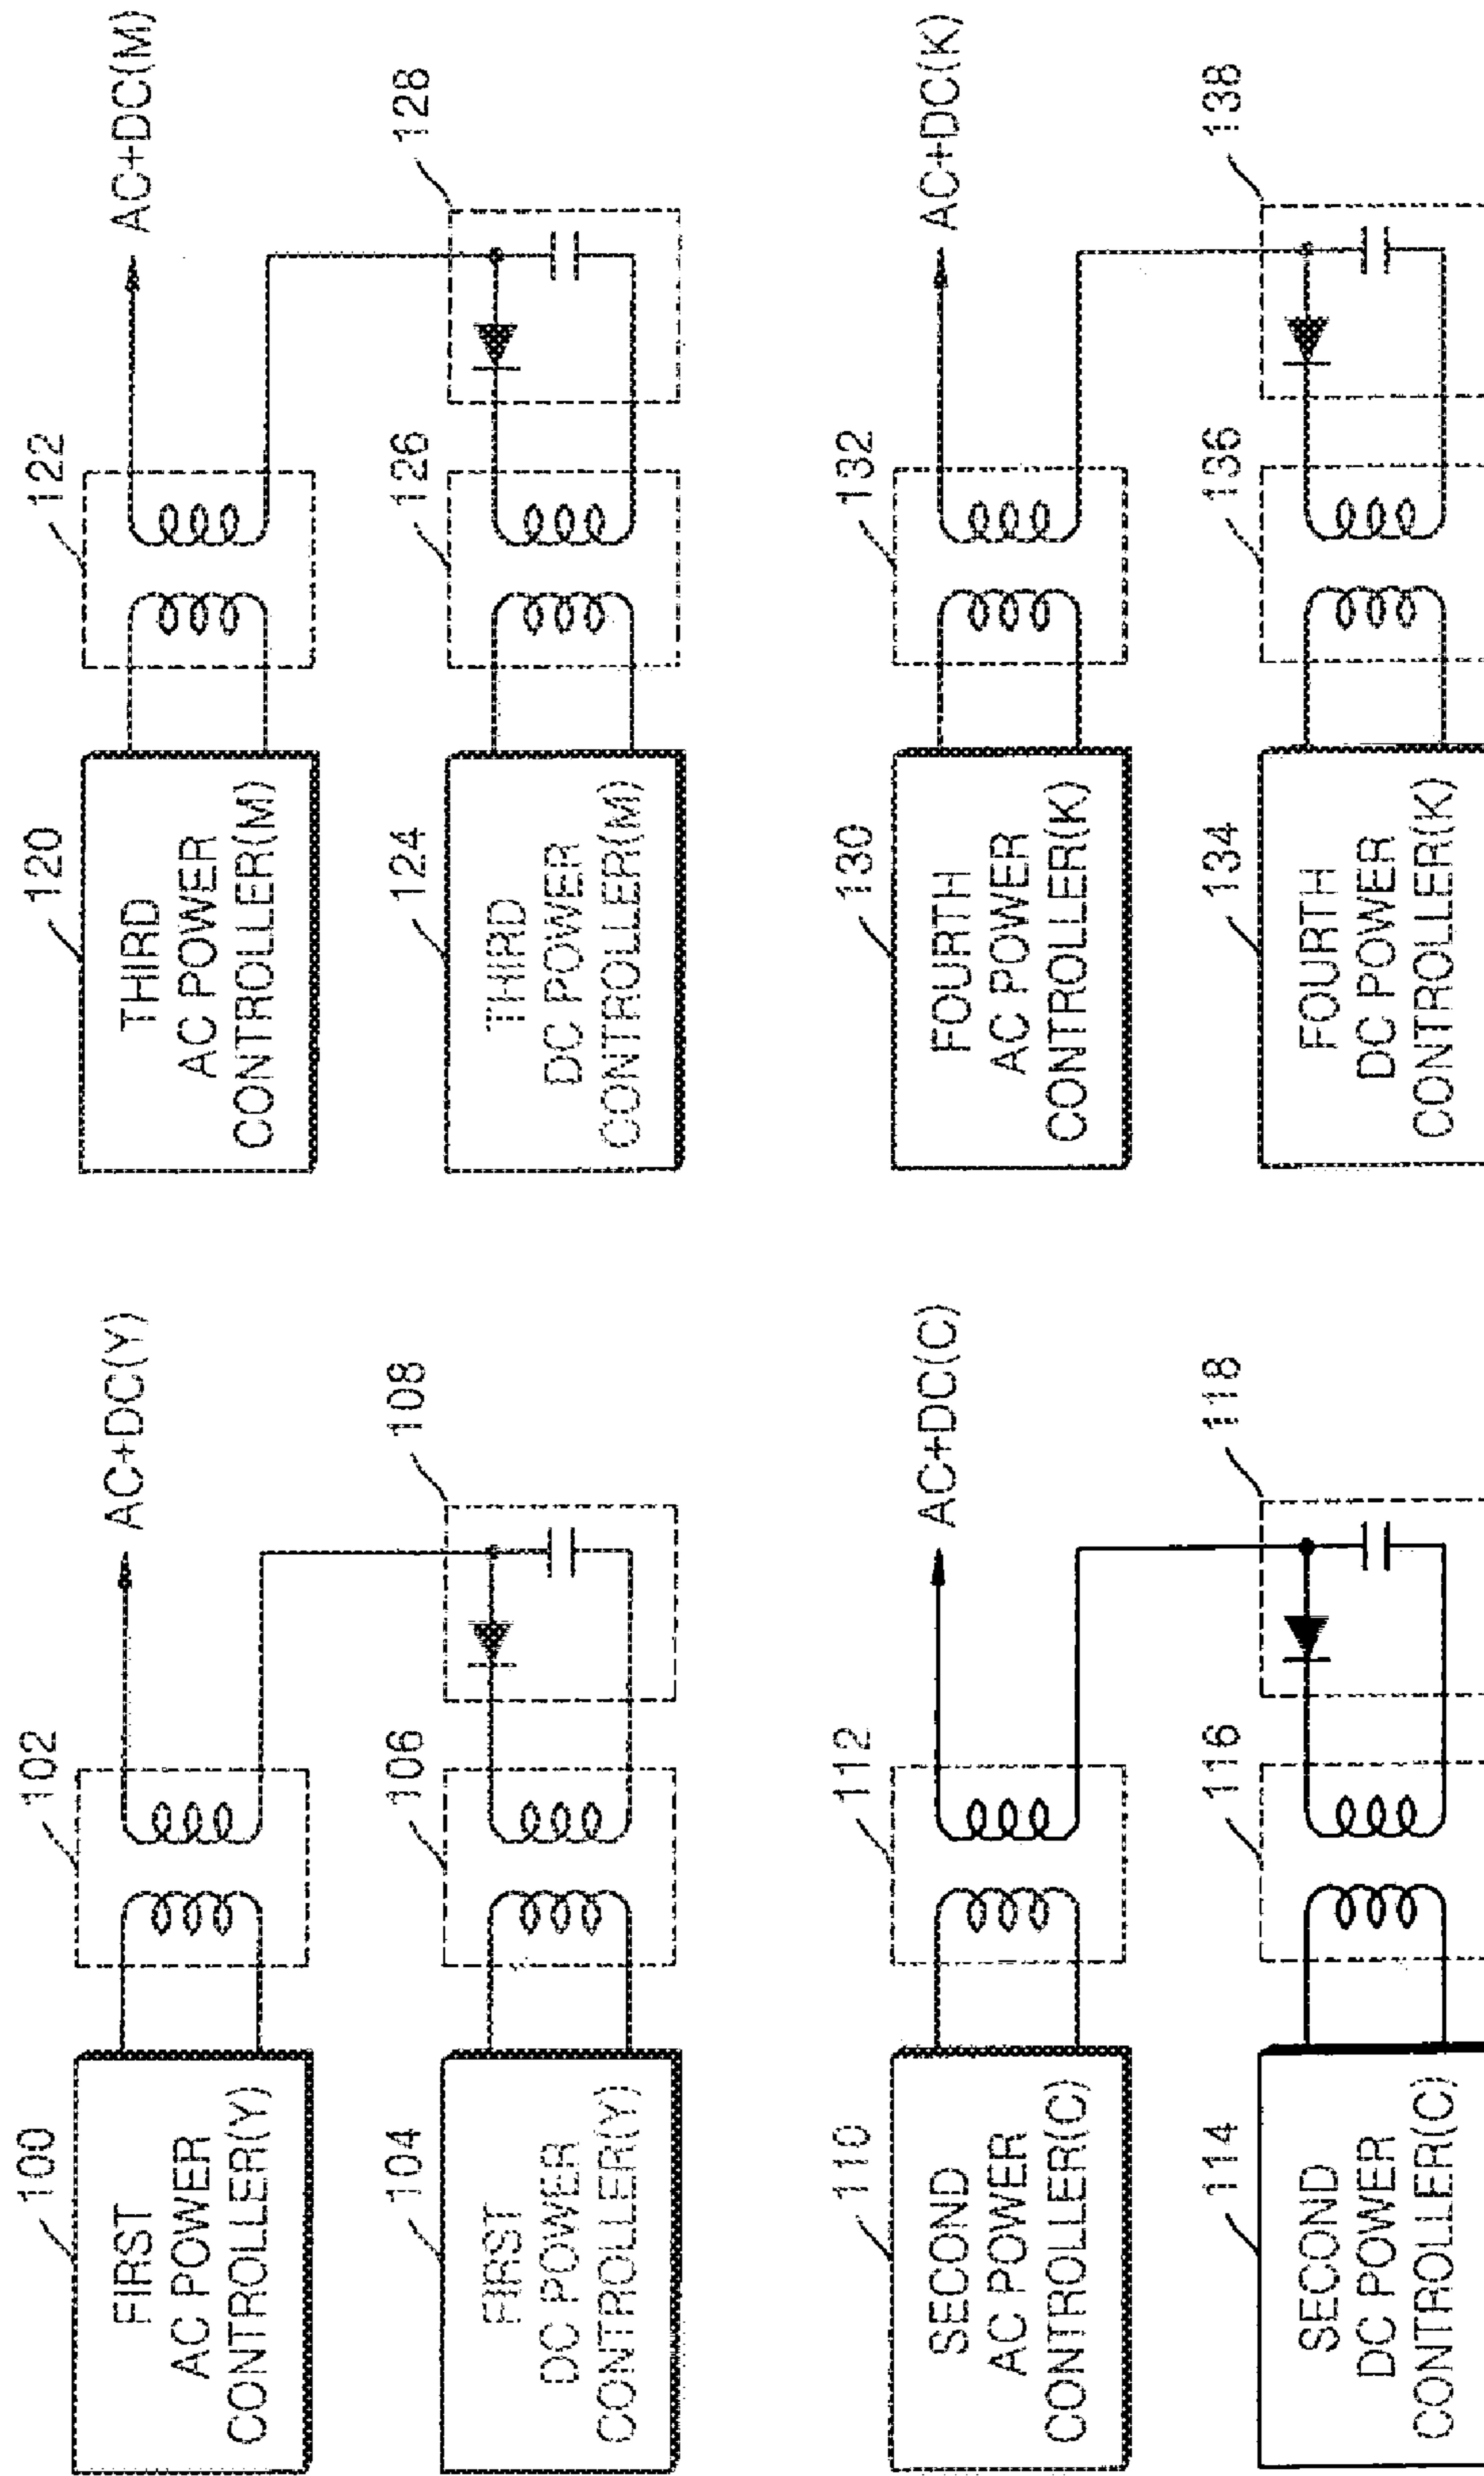 100
FIRST
AC POWER
CONTROLLER(Y)
102
AC+DC(Y)
104
FIRST
DC POWER
CONTROLLER(Y)
106
108
110
SECOND
AC POWER
CONTROLLER(C)
112
AC+DC(C)
114
SECOND
DC POWER
CONTROLLER(C)
116
118
120
THIRD
AC POWER
CONTROLLER(M)
122
AC+DC(M)
124
THIRD
DC POWER
CONTROLLER(M)
126
128
130
FOURTH
AC POWER
CONTROLLER(K)
132
AC+DC(K)
134
FOURTH
DC POWER
CONTROLLER(K)
136
138